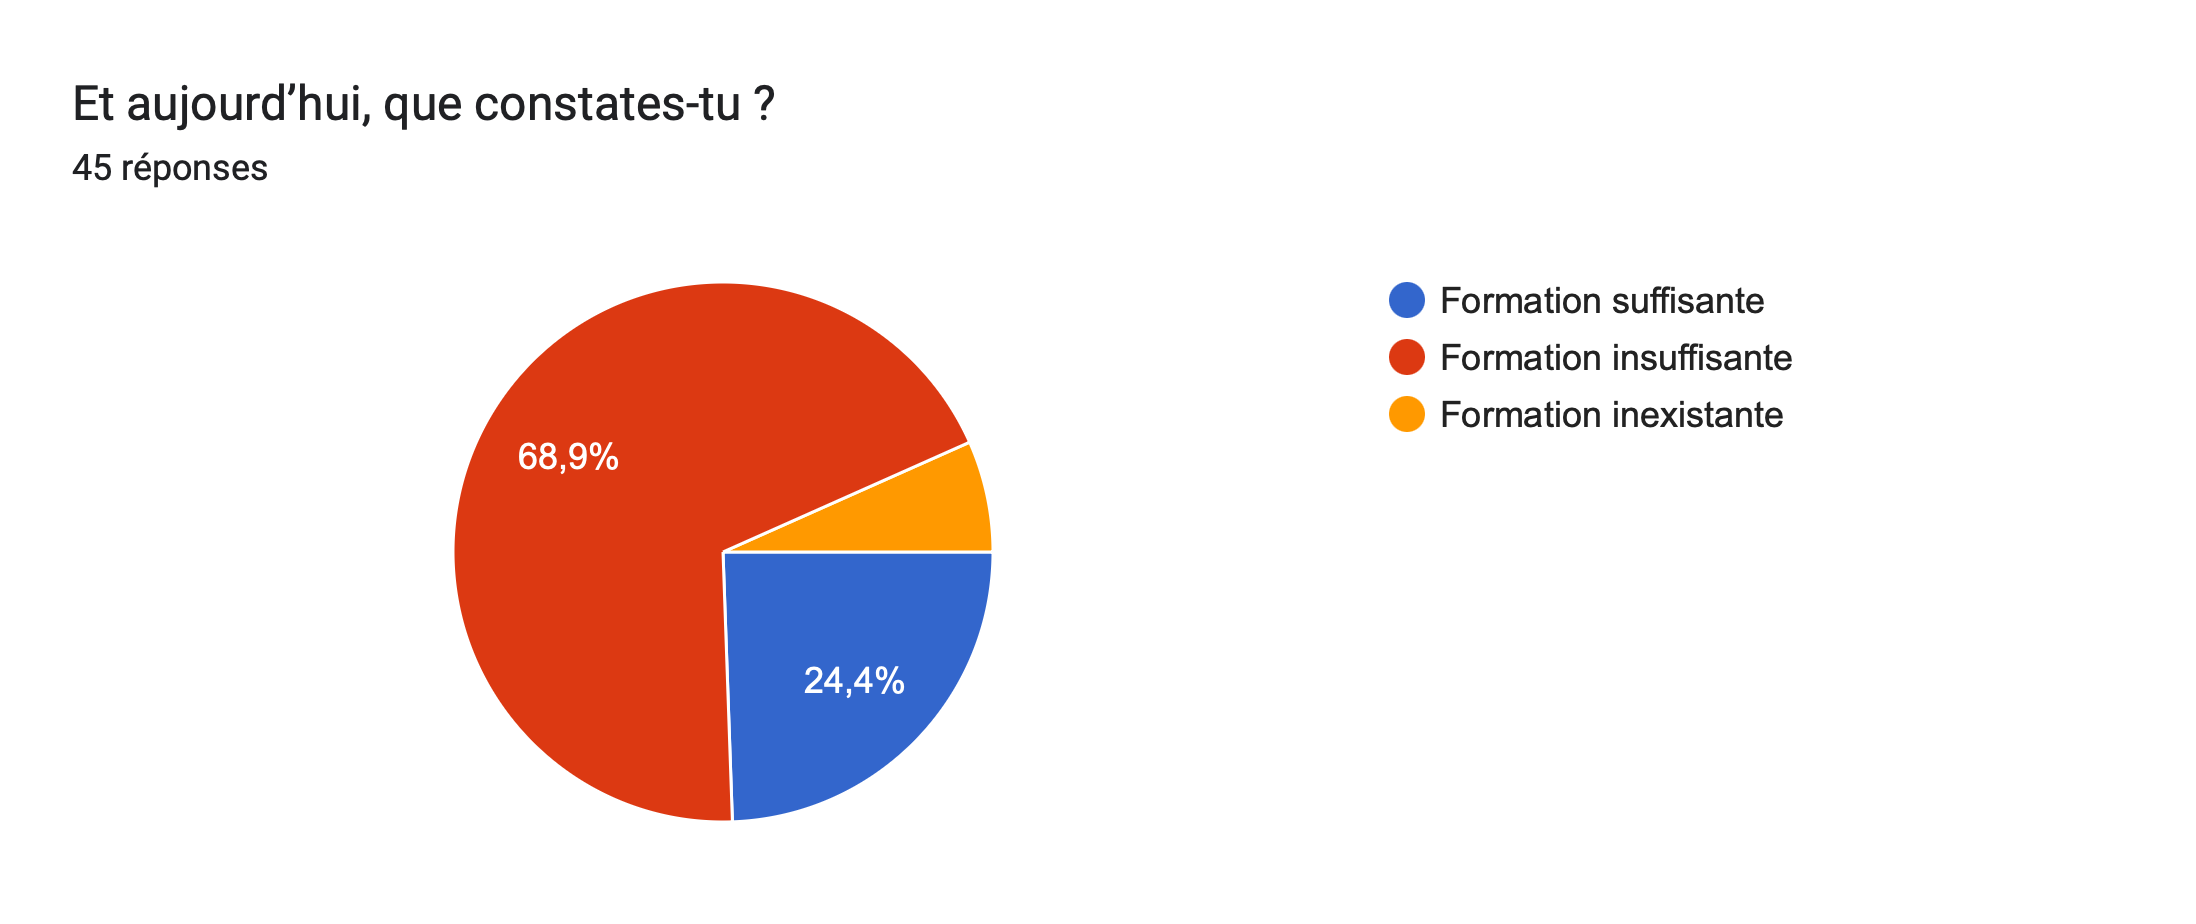 Et aujourd’hui, que constates-tu ?
45 réponses
Formation suffisante
Formation insuffisante
Formation inexistante
68,9%
24,4%